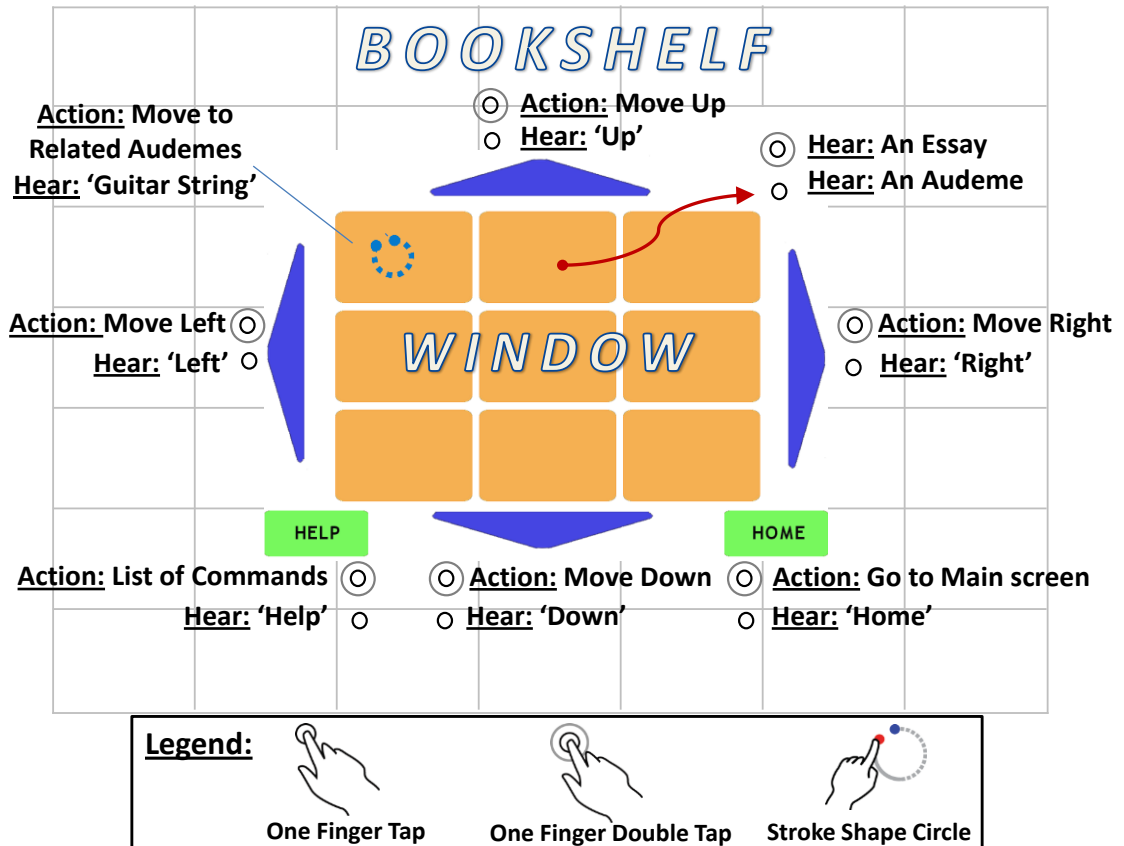 BOOKSHELF
Action: Move to
Related Audemes
Hear: 'Guitar String'
Action: Move Up
Hear: 'Up'
Hear: An Essay
Hear: An Audeme
Action: Move Left
Hear: 'Left'
WINDOW
Action: Move Right
Hear: 'Right'
HELP
HOME
Action: List of Commands
Hear: 'Help'
Action: Move Down
Hear: 'Down'
Action: Go to Main screen
Hear: 'Home'
Legend:
One Finger Tap
One Finger Double Tap
Stroke Shape Circle